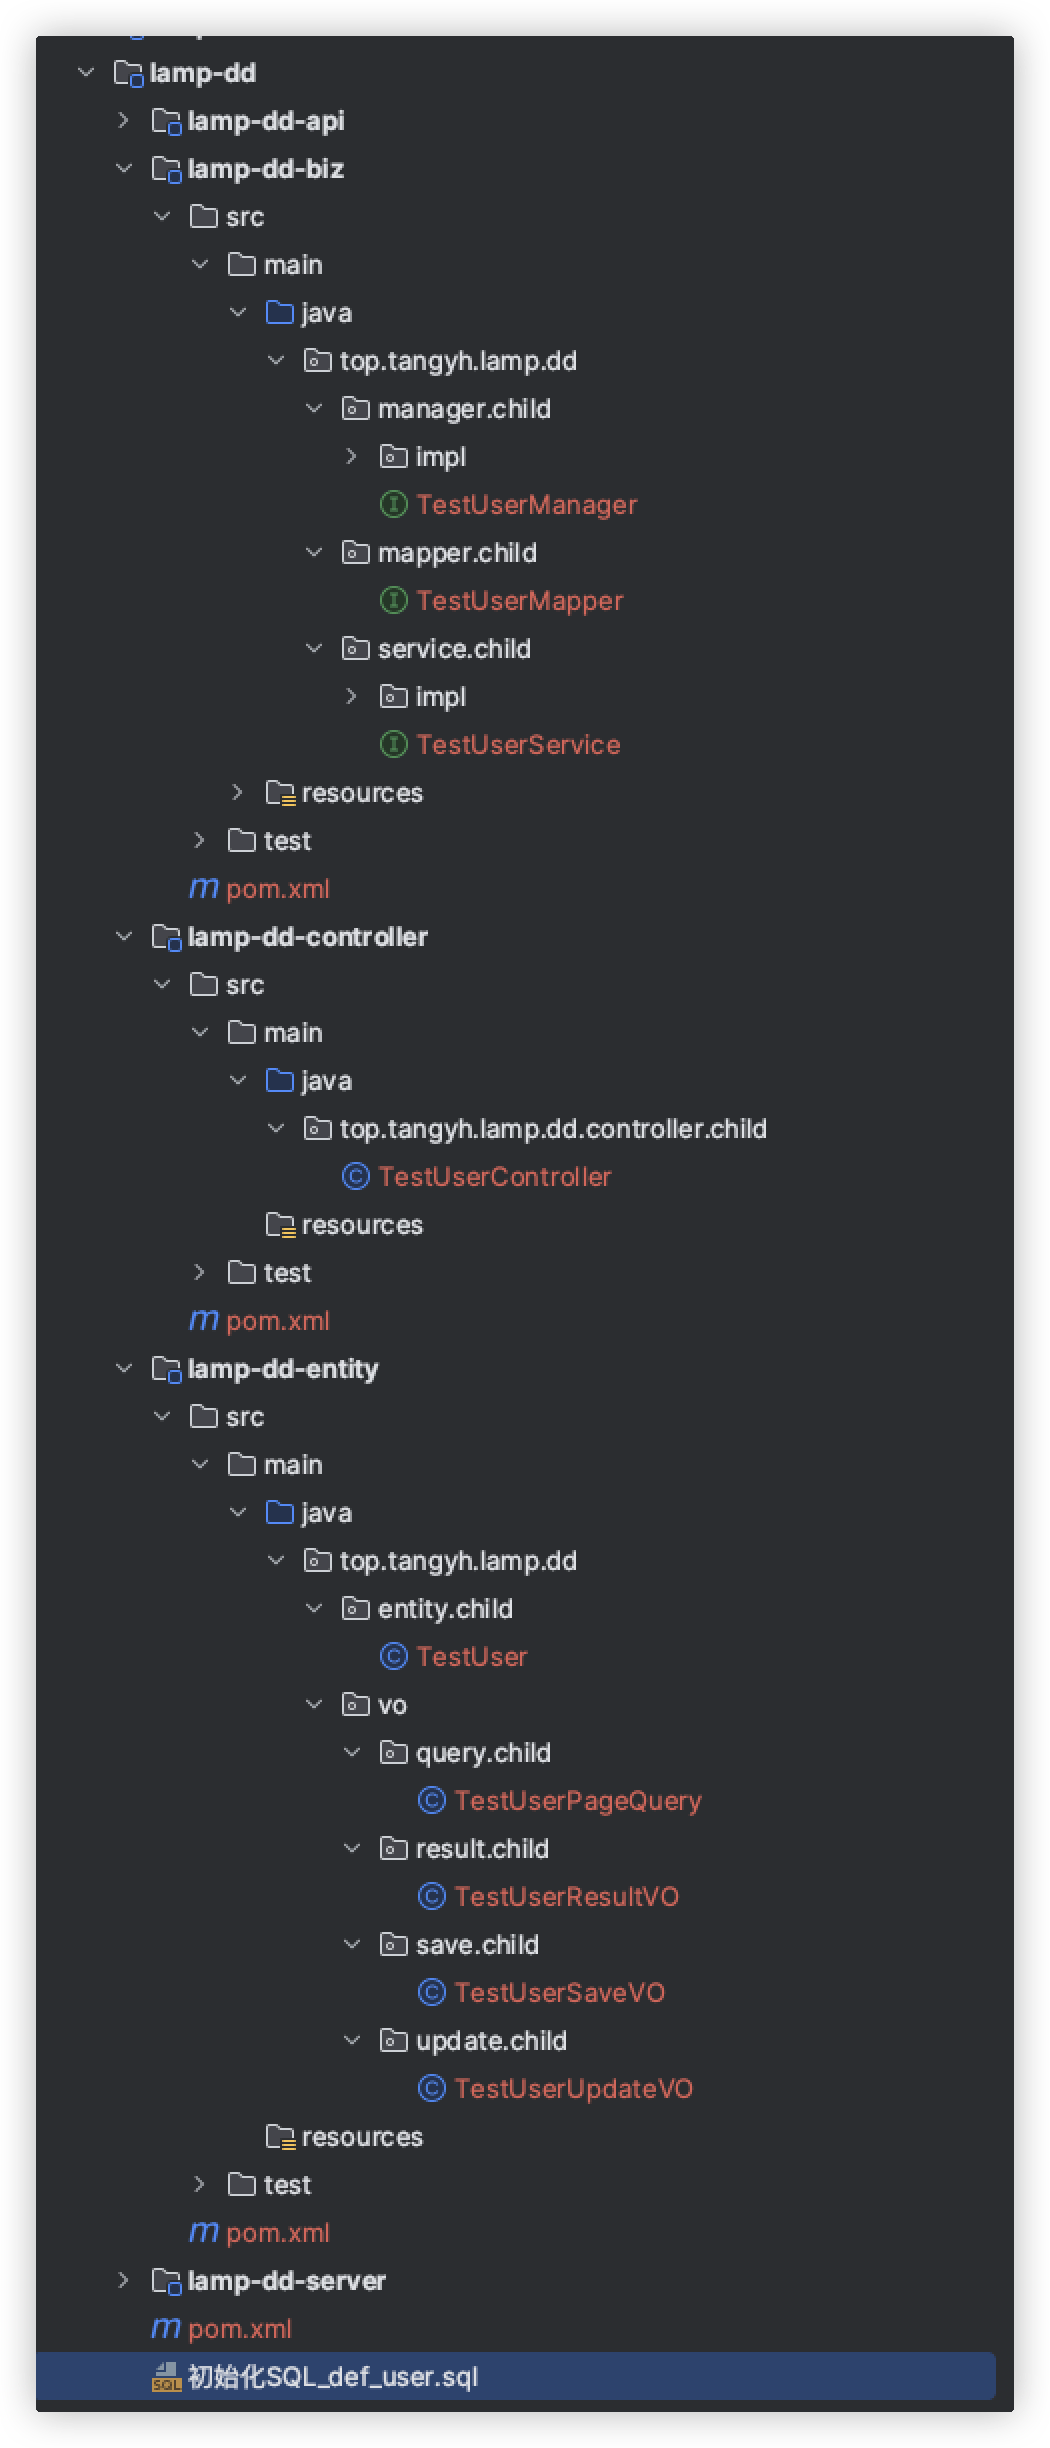 lamp-dd
lamp-dd-api
lamp-dd-biz
src
main
java
top.tangyh.lamp.dd
manager.child
impl
TestUserManager
mapper.child
TestUserMapper
service.child
impl
TestUserService
resources
test
pom.xml
lamp-dd-controller
src
main
java
top.tangyh.lamp.dd.controller.child
TestUserController
resources
test
pom.xml
lamp-dd-entity
src
main
java
top.tangyh.lamp.dd
entity.child
TestUser
vo
query.child
TestUserPageQuery
result.child
TestUserResultVO
save.child
TestUserSaveVO
update.child
TestUserUpdateVO
resources
test
pom.xml
lamp-dd-server
pom.xml
初始化SQL_def_user.sql